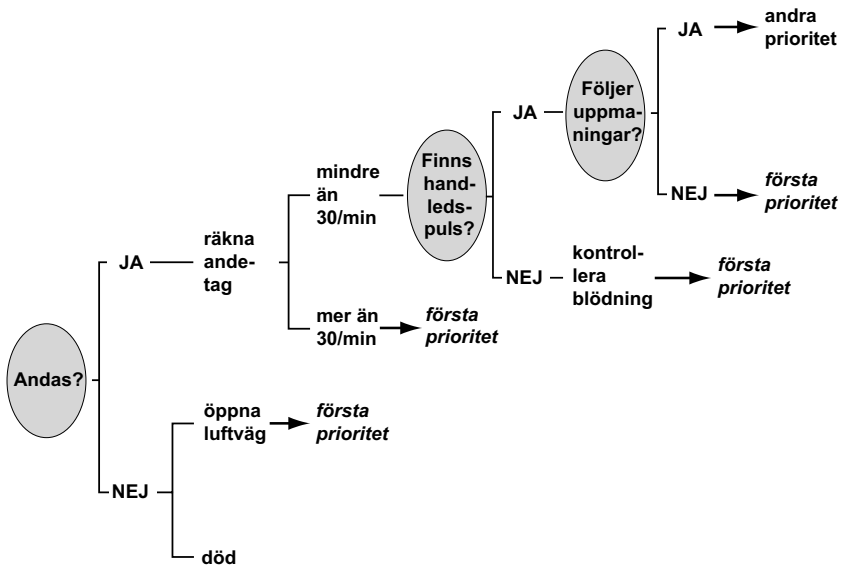 Andas?
JA
räkna
ande-
tag
mindre
än
30/min
Finns
hand-
leds-
puls?
JA
Följer
uppma-
ningar?
JA
andra
prioritet
NEJ
första
prioritet
NEJ
kontrol-
lera
blödning
första
prioritet
mer än
30/min
första
prioritet
NEJ
öppna
luftväg
första
prioritet
död